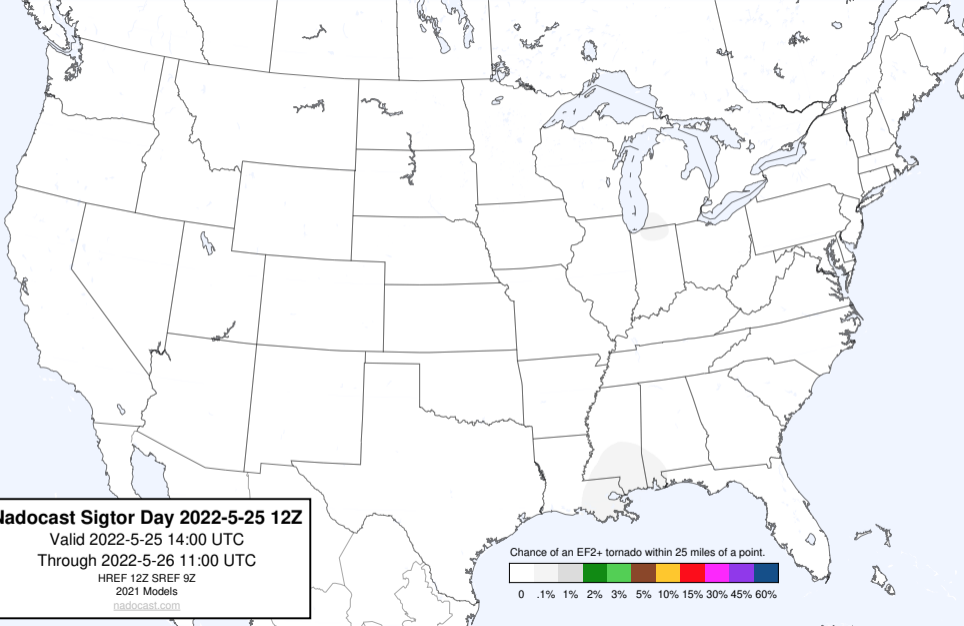 Nadocast Sigtor Day 2022-5-25 12Z
Valid 2022-5-25 14:00 UTC
Through 2022-5-26 11:00 UTC
HREF 12Z SREF 9Z
2021 Models
nadocast.com
Chance of an EF2+ tornado within 25 miles of a point.
0 .1% 1% 2% 3% 5% 10% 15% 30% 45% 60%